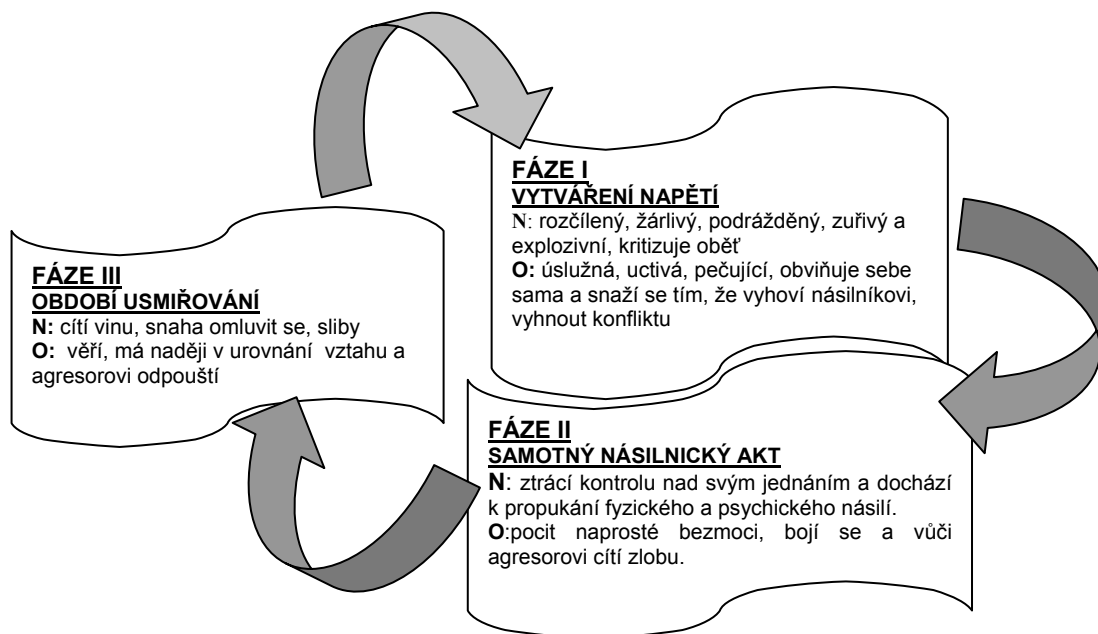 FÁZE I
VYTVÁŘENÍ NAPĚTÍ
N: rozčílený, žárlivý, podrážděný, zuřivý a
explozivní, kritizuje oběť
O: úslužná, uctivá, pečující, obviňuje sebe
sama a snaží se tím, že vyhoví násilníkovi,
vyhnout konfliktu
FÁZE II
SAMOTNÝ NÁSILNICKÝ AKT
N: ztrácí kontrolu nad svým jednáním a dochází
k propukání fyzického a psychického násilí.
O:pocit naprosté bezmoci, bojí se a vůči
agresorovi cítí zlobu.
FÁZE III
OBDOBÍ USMIŘOVÁNÍ
N: cítí vinu, snaha omluvit se, sliby
O: věří, má naději v urovnání vztahu a
agresorovi odpouští